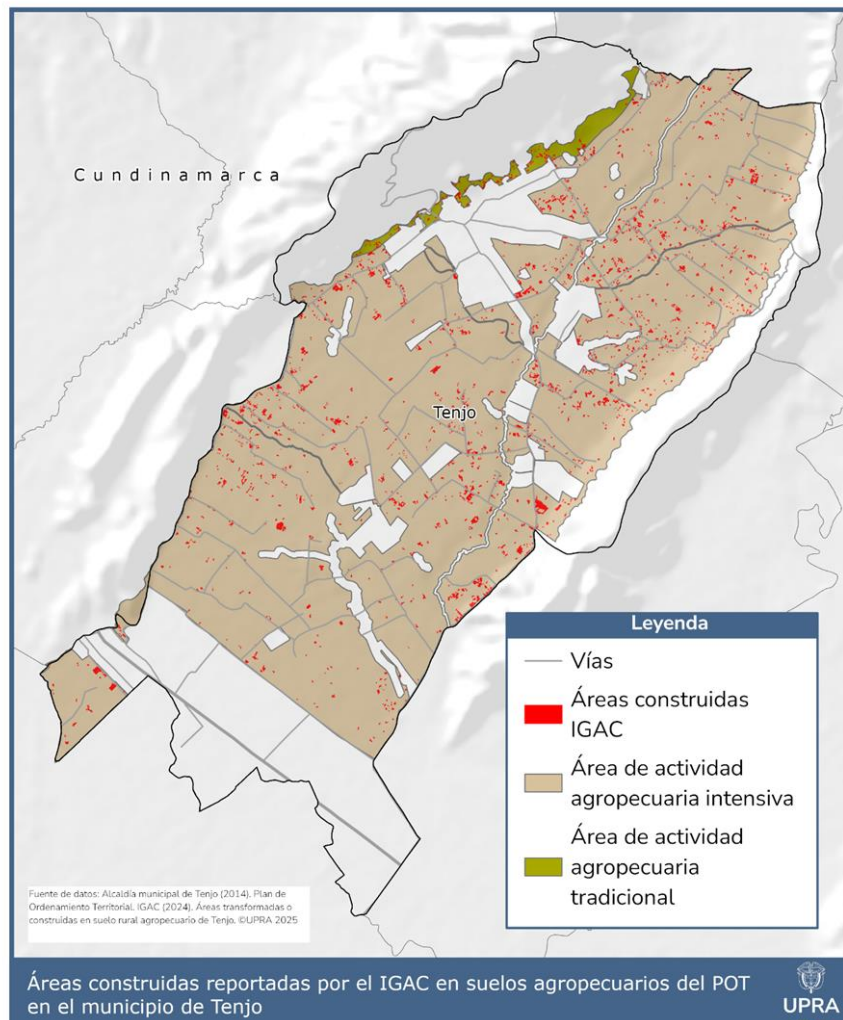 Cundinamarca
Tenjo
Leyenda
Vías
Áreas construidas
IGAC
Área de actividad
agropecuaria intensiva
Área de actividad
agropecuaria
tradicional
Fuente de datos: Alcaldía municipal de Tenjo (2014). Plan de
Ordenamiento Territorial. IGAC (2024). Áreas transformadas o
construidas en suelo rural agropecuario de Tenjo. ©UPRA 2025
Áreas construidas reportadas por el IGAC en suelos agropecuarios del POT
en el municipio de Tenjo
UPRA